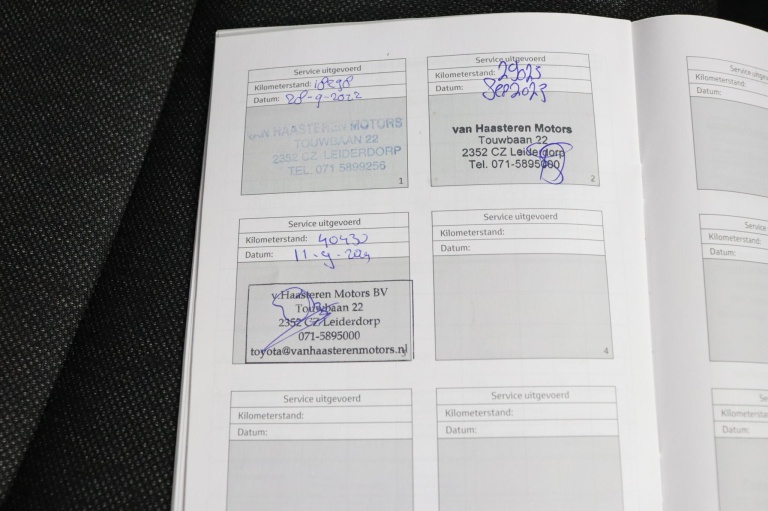 Service uitgevoerd
Kilometerstand: 18898
Datum: 28-9-2022
VAN HAASTEREN MOTORS
TOUWBAAN 22
2352 CZ LEIDERDORP
TEL. 071 5899256
1
Service uitgevoerd
Kilometerstand: 29025
Datum: Sep 2023
van Haasteren Motors
Touwbaan 22
2352 CZ Leiderdorp
Tel. 071-5895000
2
Service uitgevoerd
Kilometerstand: 40430
Datum: 11-9-2024
v.Haasteren Motors BV
Touwbaan 22
2352 CZ Leiderdorp
071-5895000
toyota@vanhaasterenmotors.nl
Service uitgevoerd
Kilometerstand:
Datum:
4
Service uitgevoerd
Kilometerstand:
Datum:
Service uitgevoerd
Kilometerstand:
Datum:
Kilometerstand:
Datum:
Service
Kilometerstand:
Datum:
Datum: